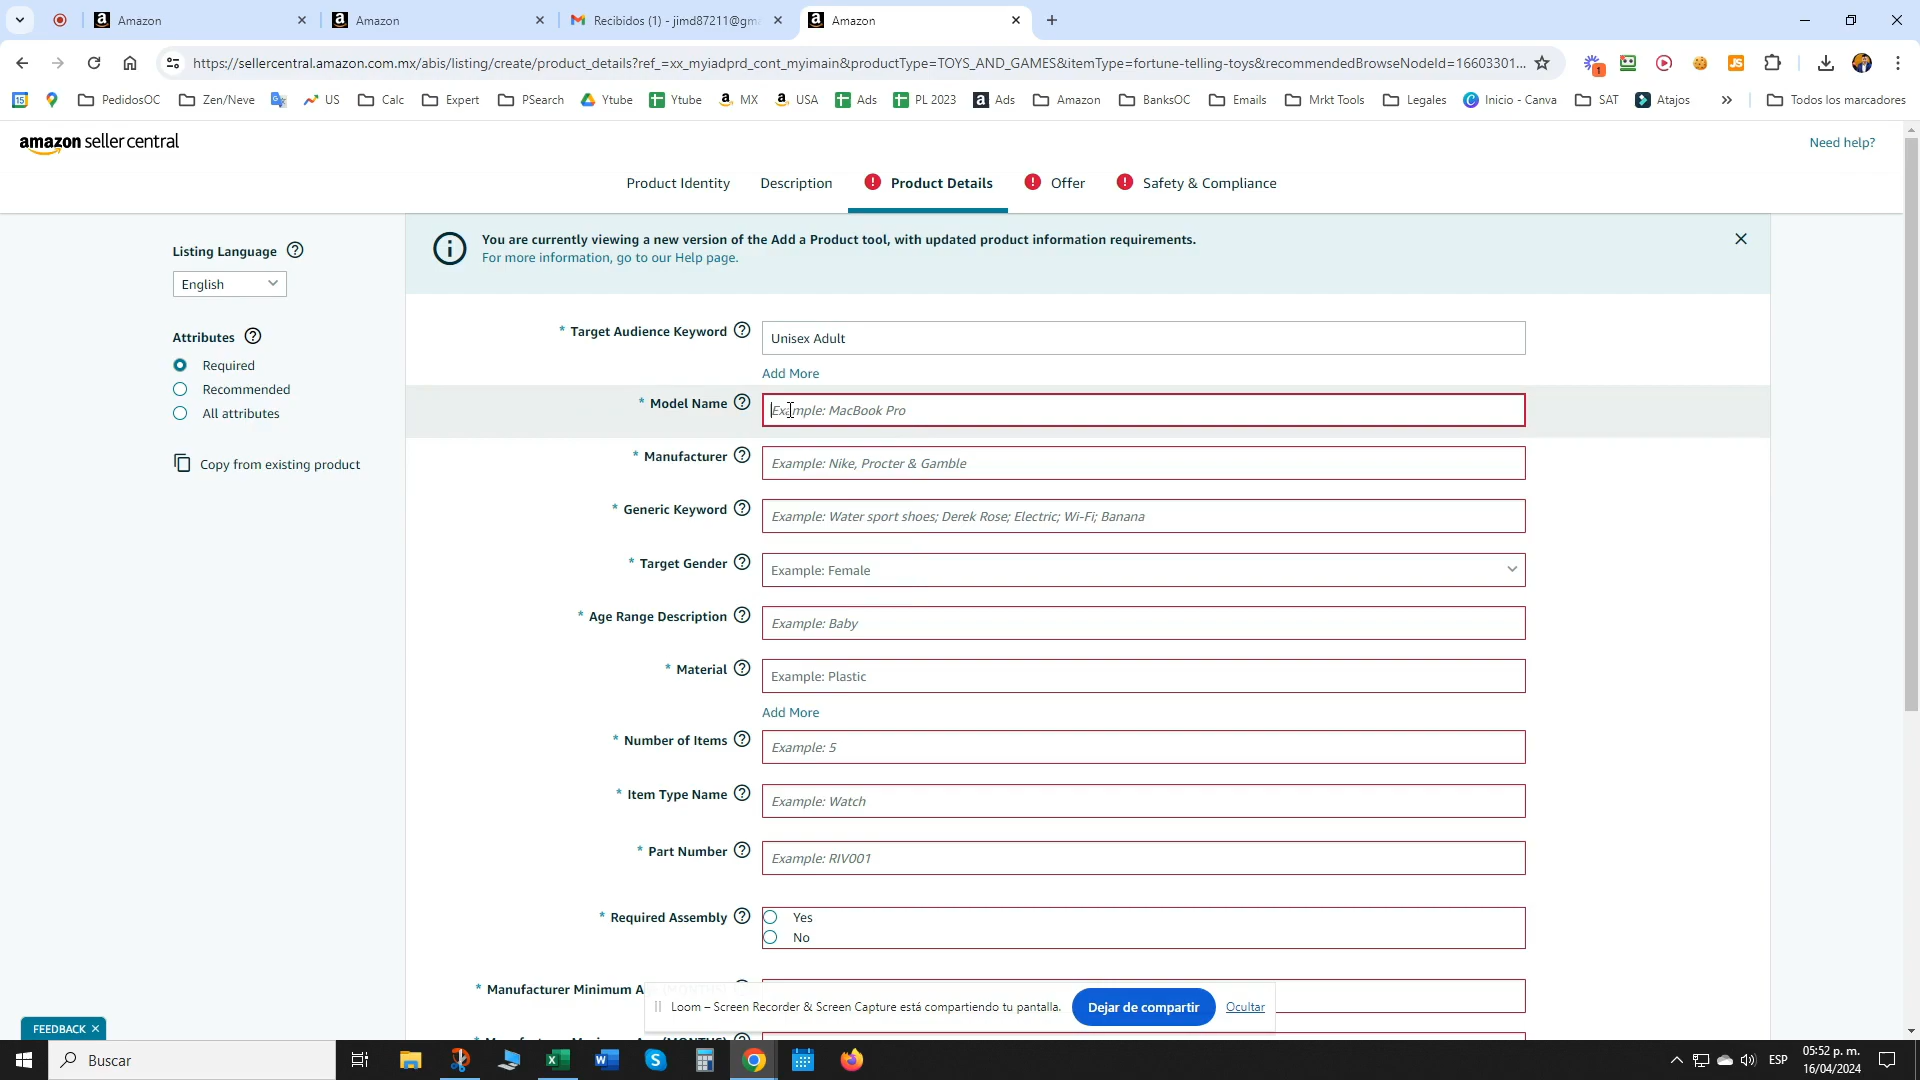 Amazon
Amazon
Recibidos (1) - jimd87211@gm
Amazon
https://sellercentral.amazon.com.mx/abis/listing/create/product_details?ref_=xx_myiadprd_cont_myimain&productType=TOYS_AND_GAMES&itemType=fortune-telling-toys&recommendedBrowseNodeId=16603301...
1
15
PedidosOC
Zen/Neve
US
Calc
Expert
PSearch
Ytube
Ytube
MX
USA
Ads
PL 2023
Ads
Amazon
BanksOC
Emails
Mrkt Tools
Legales
Inicio - Canva
SAT
Atajos
Todos los marcadores
amazon seller central
Need help?
Product Identity
Description
Product Details
Offer
Safety & Compliance
You are currently viewing a new version of the Add a Product tool, with updated product information requirements.
For more information, go to our Help page.
Listing Language
English
Attributes
Required
Recommended
All attributes
Copy from existing product
* Target Audience Keyword
Unisex Adult
Add More
* Model Name
Example: MacBook Pro
* Manufacturer
Example: Nike, Procter & Gamble
* Generic Keyword
Example: Water sport shoes; Derek Rose; Electric; Wi-Fi; Banana
* Target Gender
Example: Female
* Age Range Description
Example: Baby
* Material
Example: Plastic
Add More
* Number of Items
Example: 5
* Item Type Name
Example: Watch
* Part Number
Example: RIV001
* Required Assembly
Yes
No
* Manufacturer Minimum A
Loom – Screen Recorder & Screen Capture está compartiendo tu pantalla.
Dejar de compartir
Ocultar
FEEDBACK
Buscar
ESP
05:52 p. m.
16/04/2024